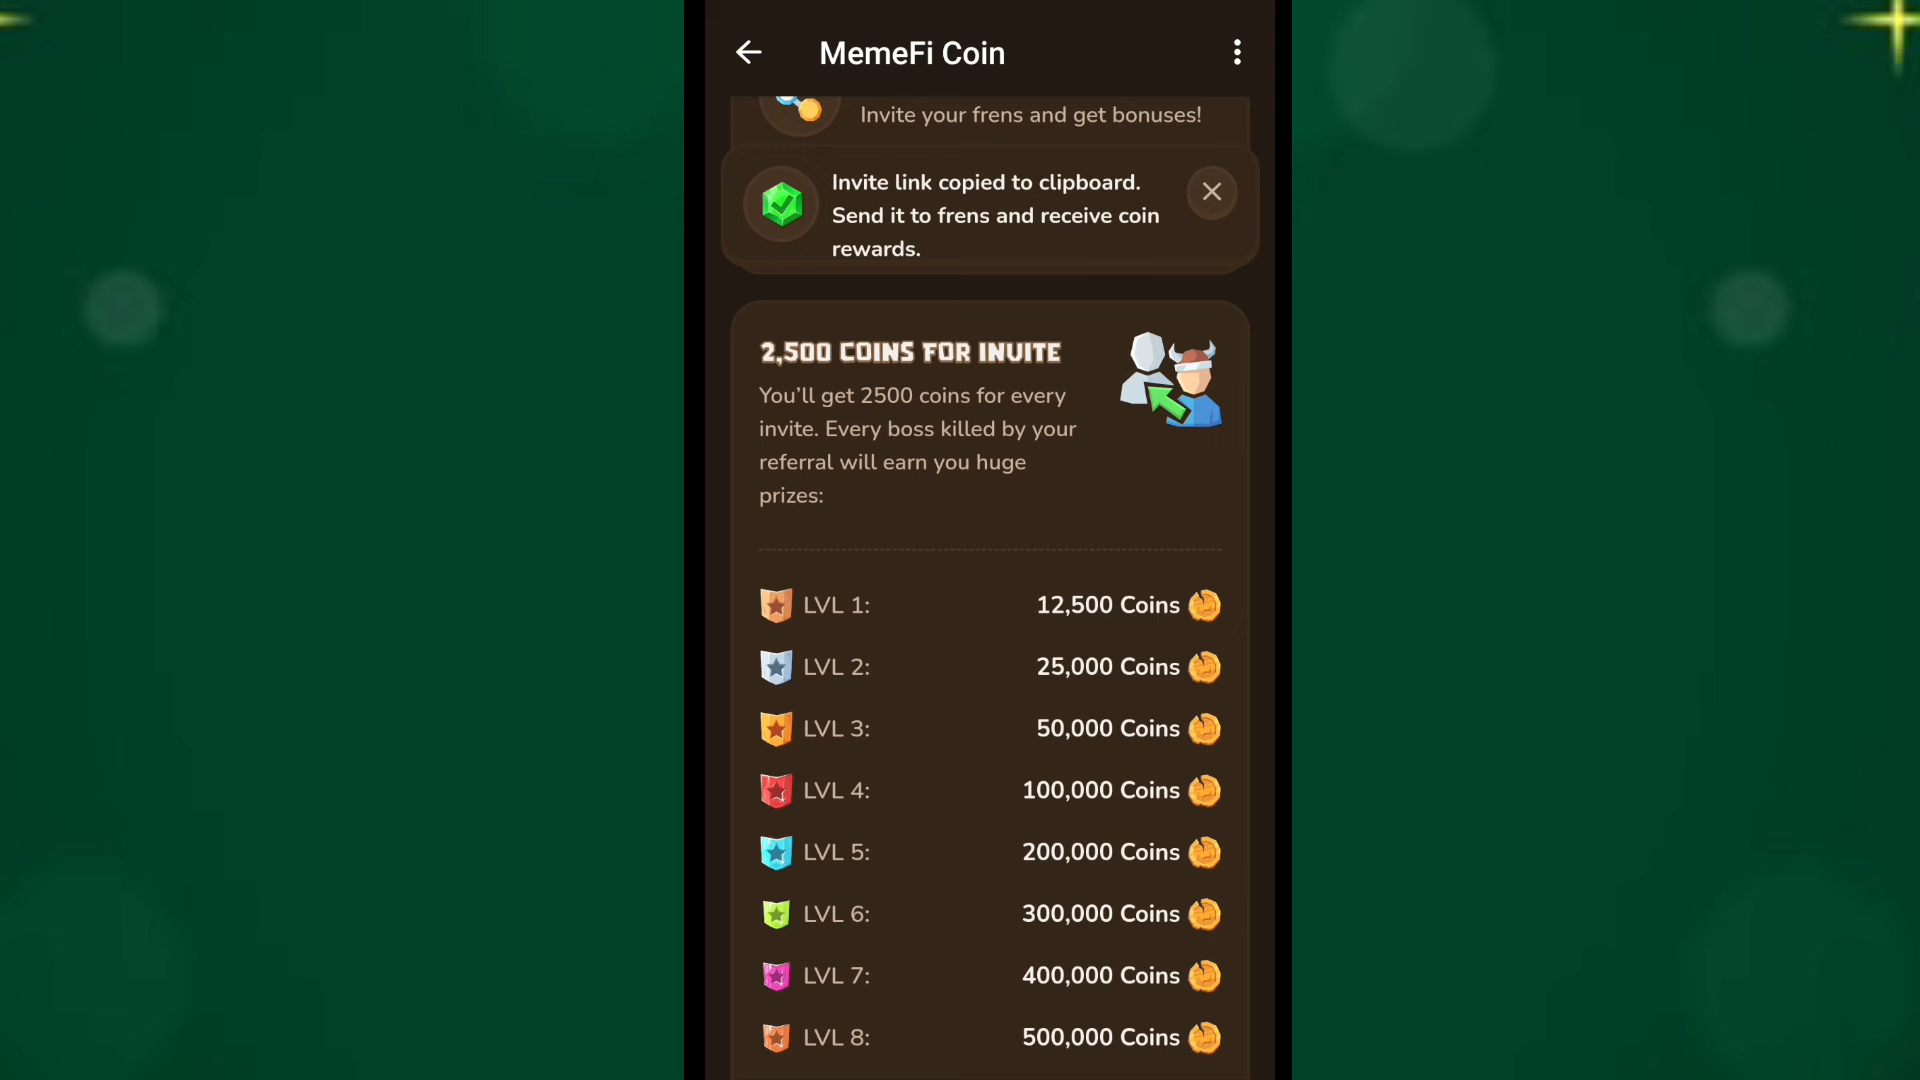 MemeFi Coin
Invite your frens and get bonuses!
Invite link copied to clipboard.
Send it to frens and receive coin
rewards.
2,500 COINS FOR INVITE
You’ll get 2500 coins for every
invite. Every boss killed by your
referral will earn you huge
prizes:
LVL 1: 12,500 Coins
LVL 2: 25,000 Coins
LVL 3: 50,000 Coins
LVL 4: 100,000 Coins
LVL 5: 200,000 Coins
LVL 6: 300,000 Coins
LVL 7: 400,000 Coins
LVL 8: 500,000 Coins